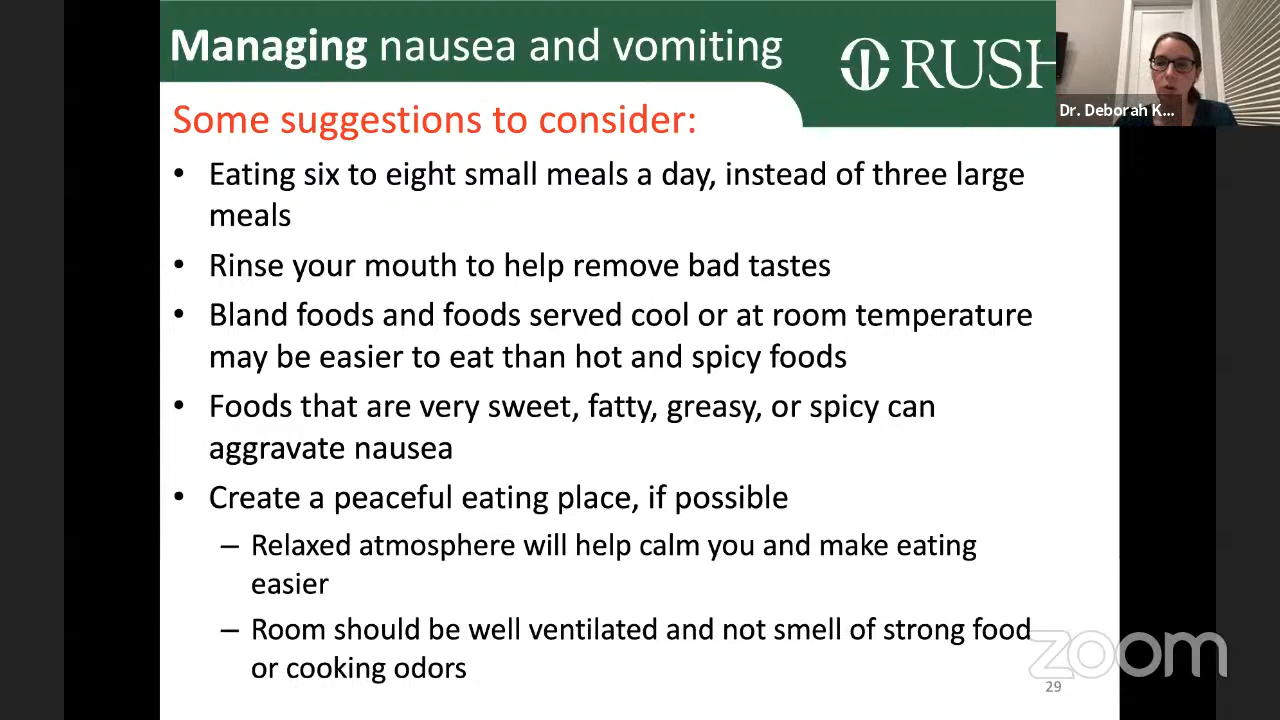 Managing nausea and vomiting
RUSH
Dr. Deborah K...
Some suggestions to consider:
• Eating six to eight small meals a day, instead of three large
meals
• Rinse your mouth to help remove bad tastes
• Bland foods and foods served cool or at room temperature
may be easier to eat than hot and spicy foods
• Foods that are very sweet, fatty, greasy, or spicy can
aggravate nausea
• Create a peaceful eating place, if possible
– Relaxed atmosphere will help calm you and make eating
easier
– Room should be well ventilated and not smell of strong food
or cooking odors
zoom
29